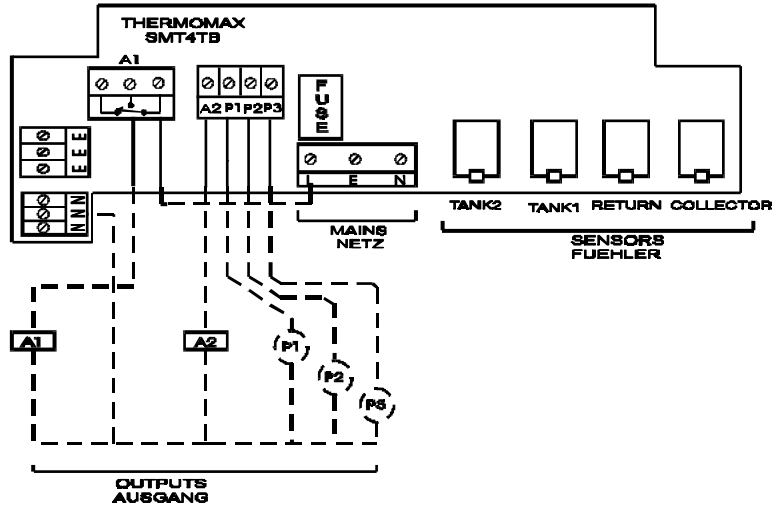 THERMOMAX
SMT4TB
A1
A2 P1 P2 P3
FUSE
E
E
E
N
N
N
L E N
MAINS
NETZ
TANK2 TANK1 RETURN COLLECTOR
SENSORS
FUEHLER
A1 A2 P1
P2
P3
OUTPUTS
AUSGANG